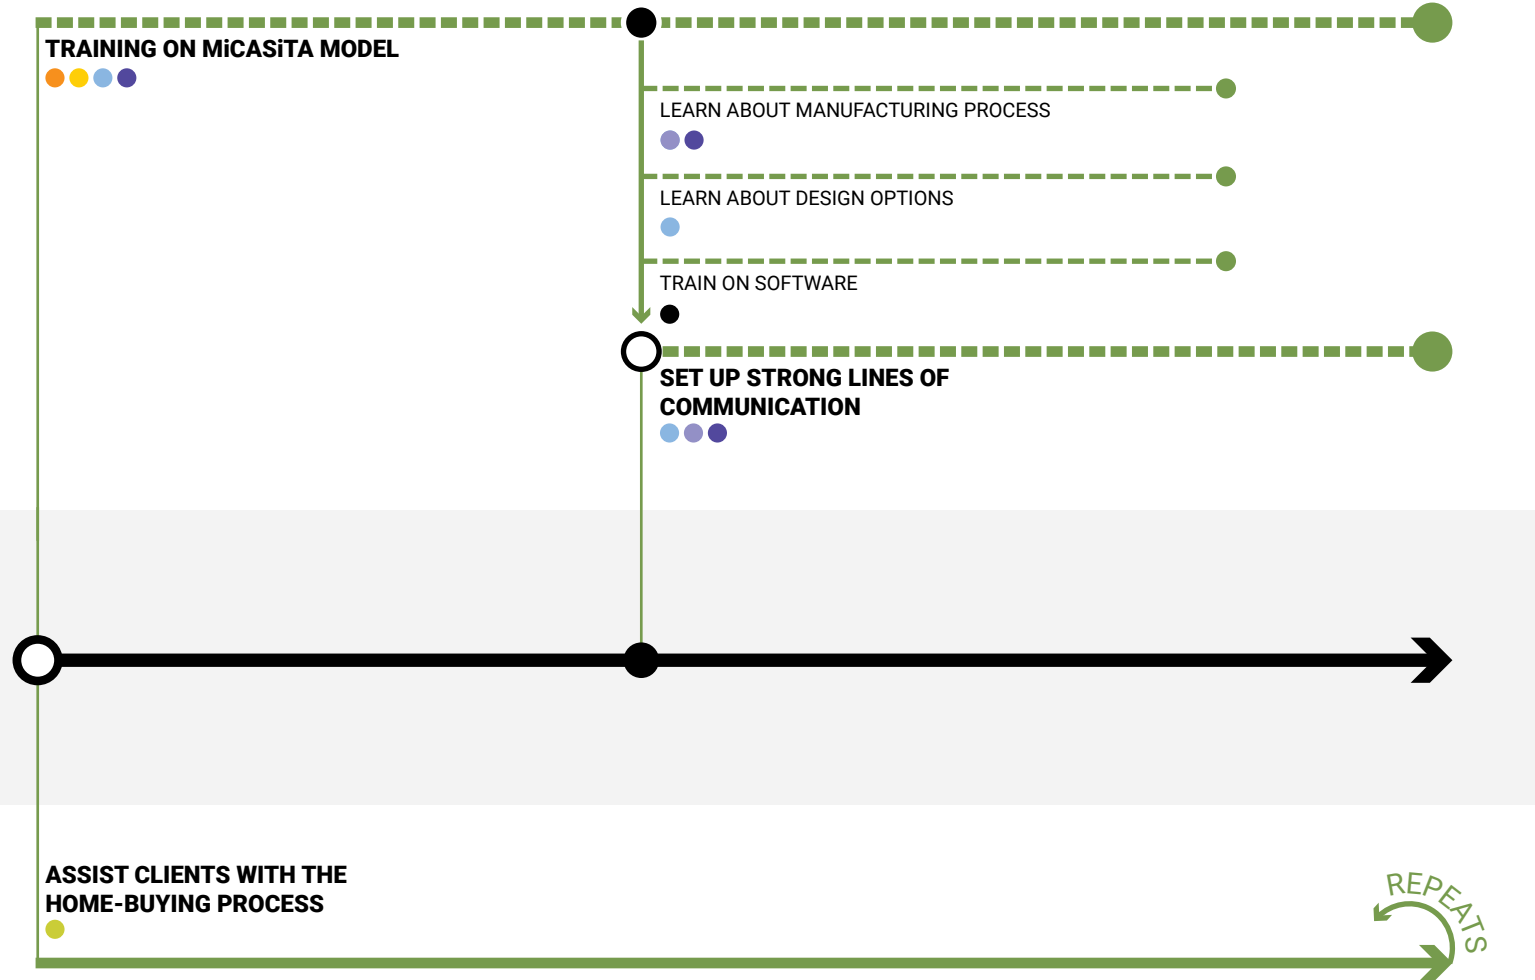 TRAINING ON MiCASiTA MODEL
LEARN ABOUT MANUFACTURING PROCESS
LEARN ABOUT DESIGN OPTIONS
TRAIN ON SOFTWARE
SET UP STRONG LINES OF
COMMUNICATION
ASSIST CLIENTS WITH THE
HOME-BUYING PROCESS
REPEATS